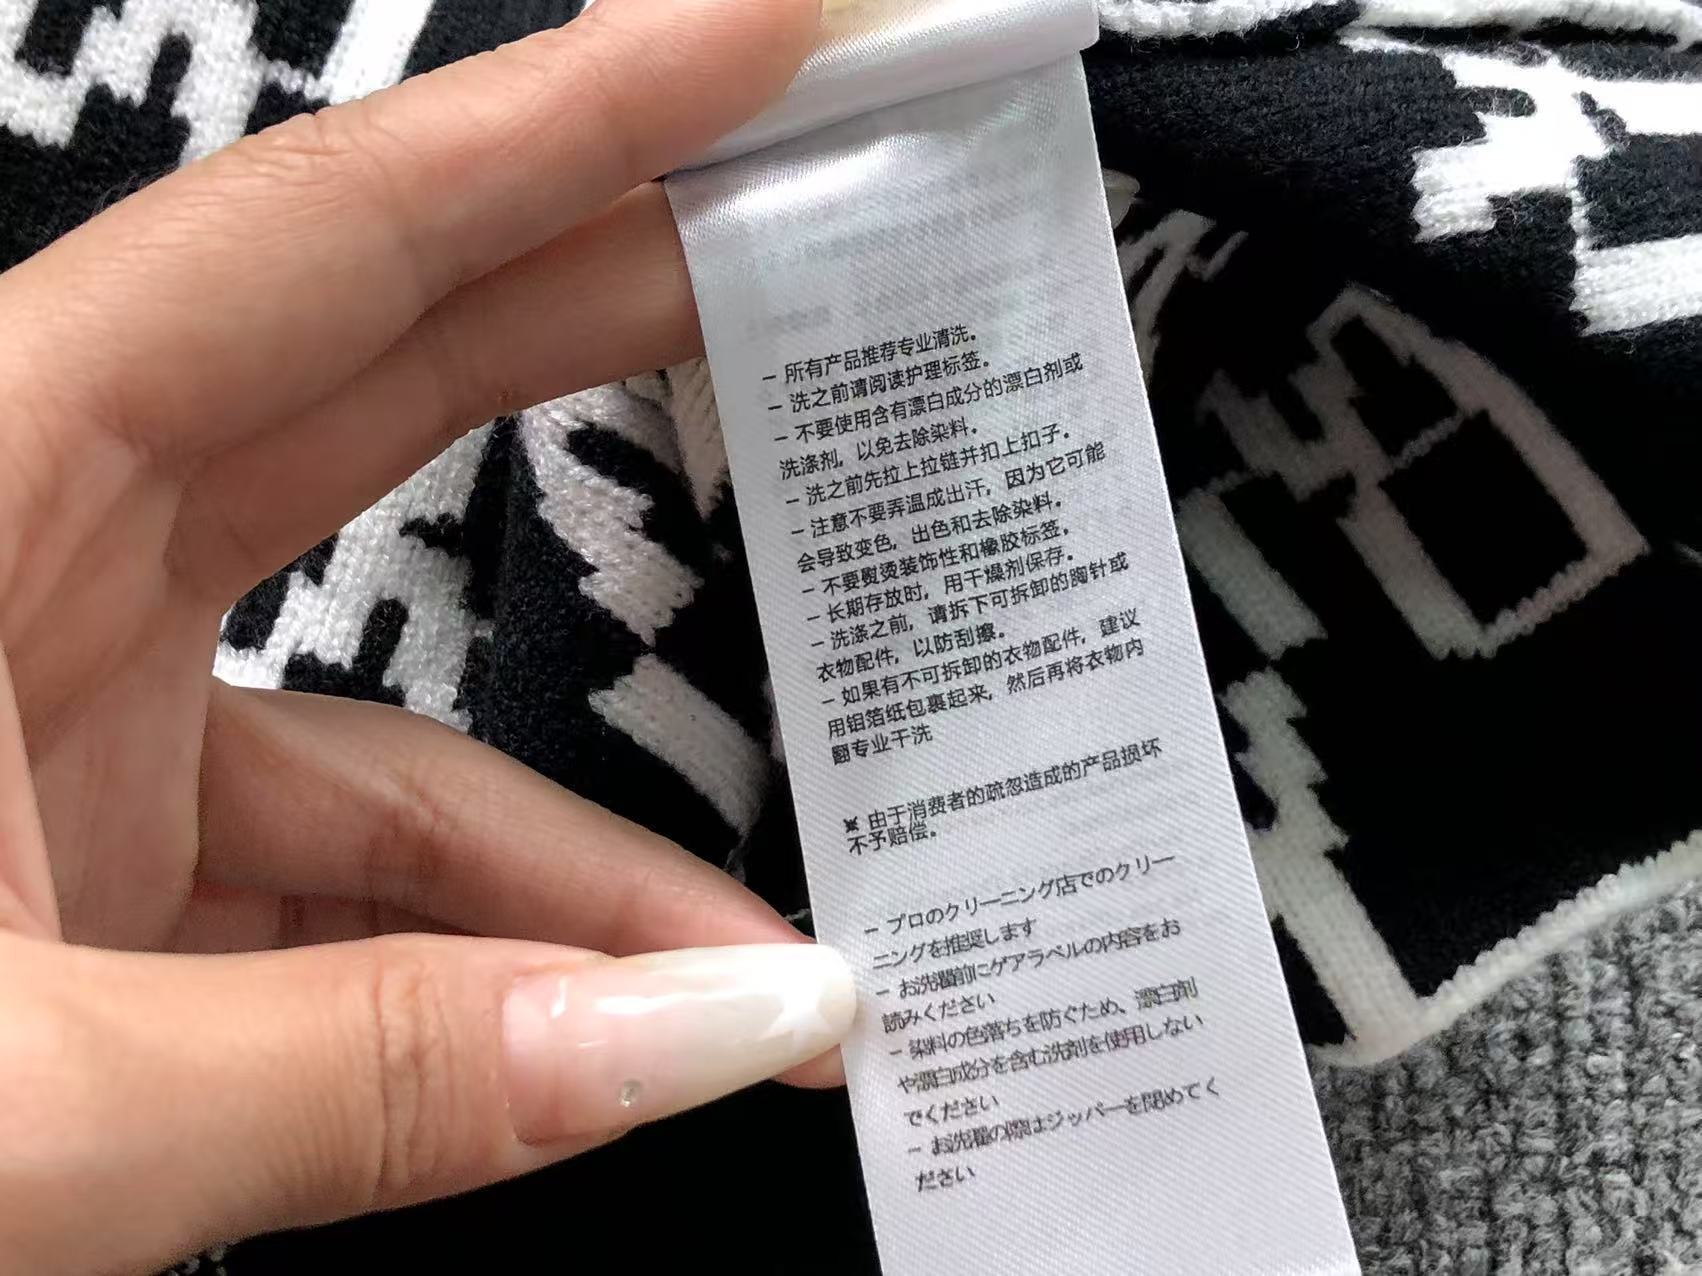 - 所有产品推荐专业清洗。
- 洗之前请阅读护理标签。
- 不要使用含有漂白成分的漂白剂或
洗涤剂，以免去除染料。
- 洗之前先拉上拉链并扣上扣子。
- 注意不要弄温成出汗，因为它可能
会导致变色，出色和去除染料。
- 不要熨烫装饰性和橡胶标签，
- 长期存放时，用干燥剂保存。
- 洗涤之前，请拆下可拆卸的胸针或
衣物配件，以防刮擦。
- 如果有不可拆卸的衣物配件，建议
用铝箔纸包裹起来，然后再将衣物内
翻专业干洗
※ 由于消费者的疏忽造成的产品损坏
不予赔偿。
- プロのクリーニング店でのクリー
ニングを推奨します
- お洗濯前にケアラベルの内容をお
読みください
- 染料の色落ちを防ぐため、漂白剤
や漂白成分を含む洗剤を使用しない
でください
- お洗濯の際はジッパーを閉めてく
ださい